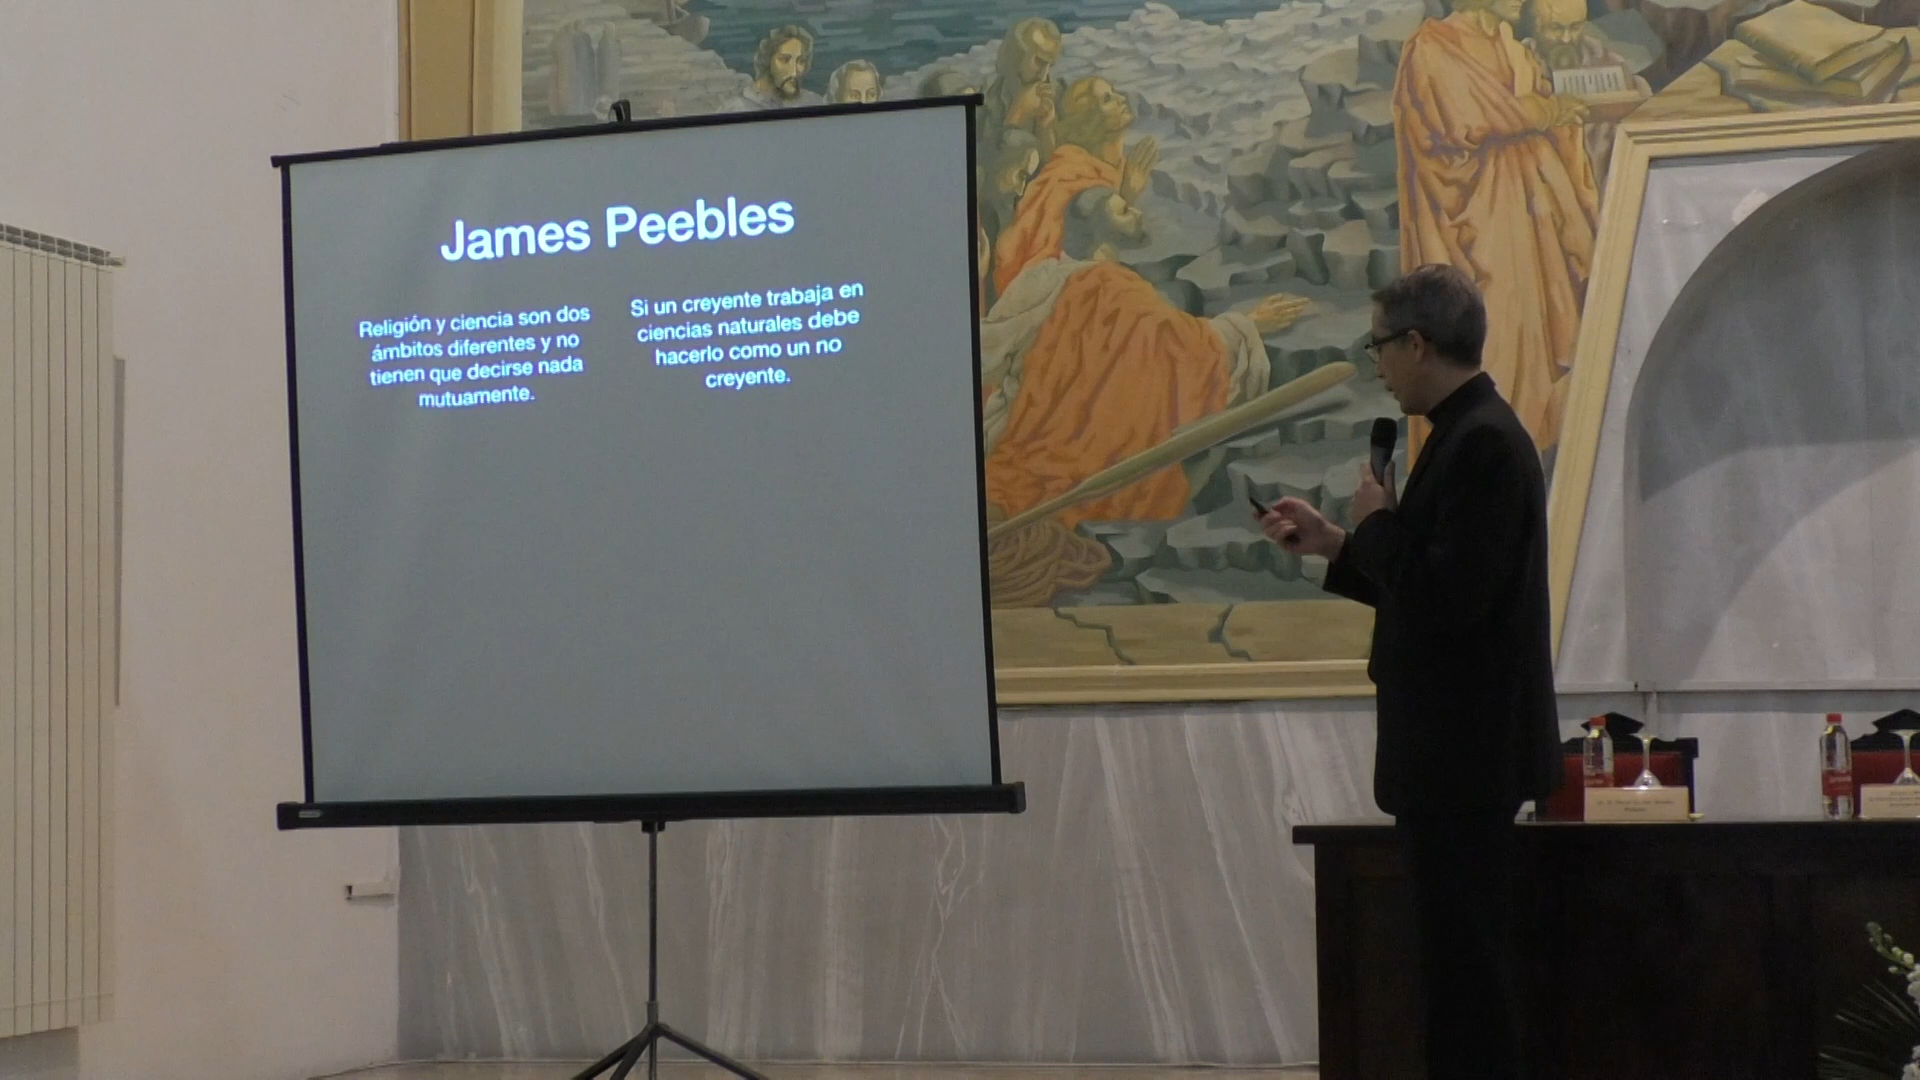 James Peebles
Religión y ciencia son dos
ámbitos diferentes y no
tienen que decirse nada
mutuamente.
Si un creyente trabaja en
ciencias naturales debe
hacerlo como un no
creyente.